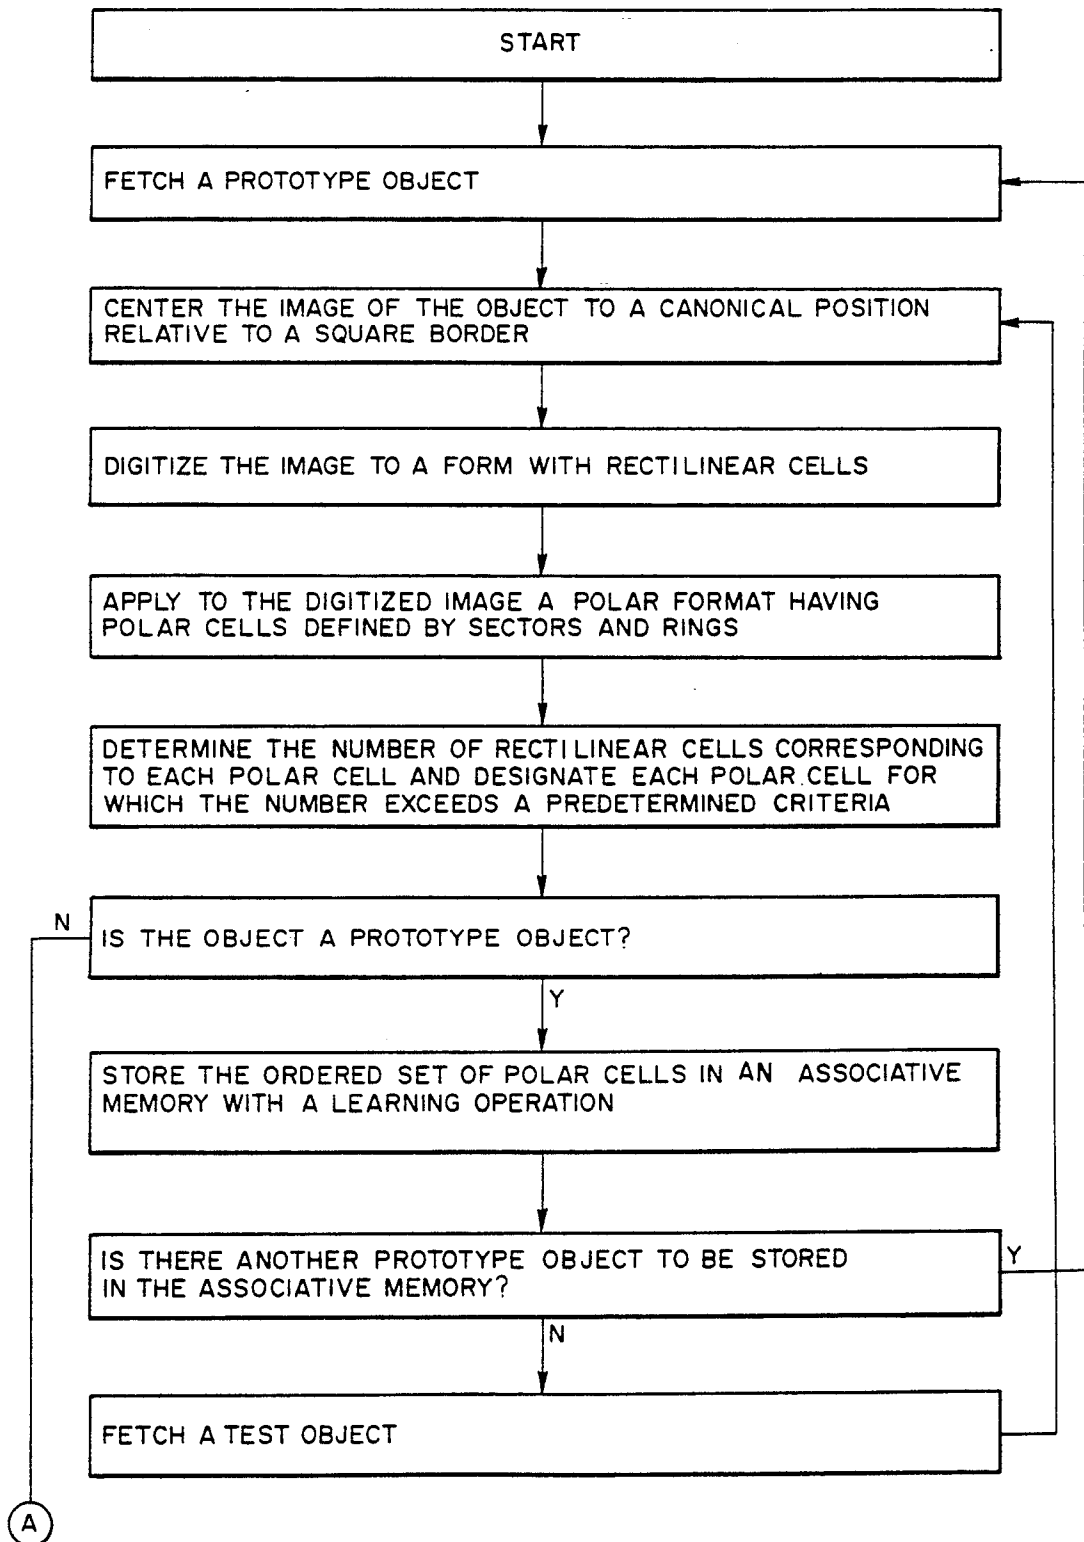 START
FETCH A PROTOTYPE OBJECT
CENTER THE IMAGE OF THE OBJECT TO A CANONICAL POSITION
RELATIVE TO A SQUARE BORDER
DIGITIZE THE IMAGE TO A FORM WITH RECTILINEAR CELLS
APPLY TO THE DIGITIZED IMAGE A POLAR FORMAT HAVING
POLAR CELLS DEFINED BY SECTORS AND RINGS
DETERMINE THE NUMBER OF RECTILINEAR CELLS CORRESPONDING
TO EACH POLAR CELL AND DESIGNATE EACH POLAR CELL FOR
WHICH THE NUMBER EXCEEDS A PREDETERMINED CRITERIA
N
IS THE OBJECT A PROTOTYPE OBJECT?
Y
STORE THE ORDERED SET OF POLAR CELLS IN AN ASSOCIATIVE
MEMORY WITH A LEARNING OPERATION
IS THERE ANOTHER PROTOTYPE OBJECT TO BE STORED
IN THE ASSOCIATIVE MEMORY?
Y
N
FETCH A TEST OBJECT
A